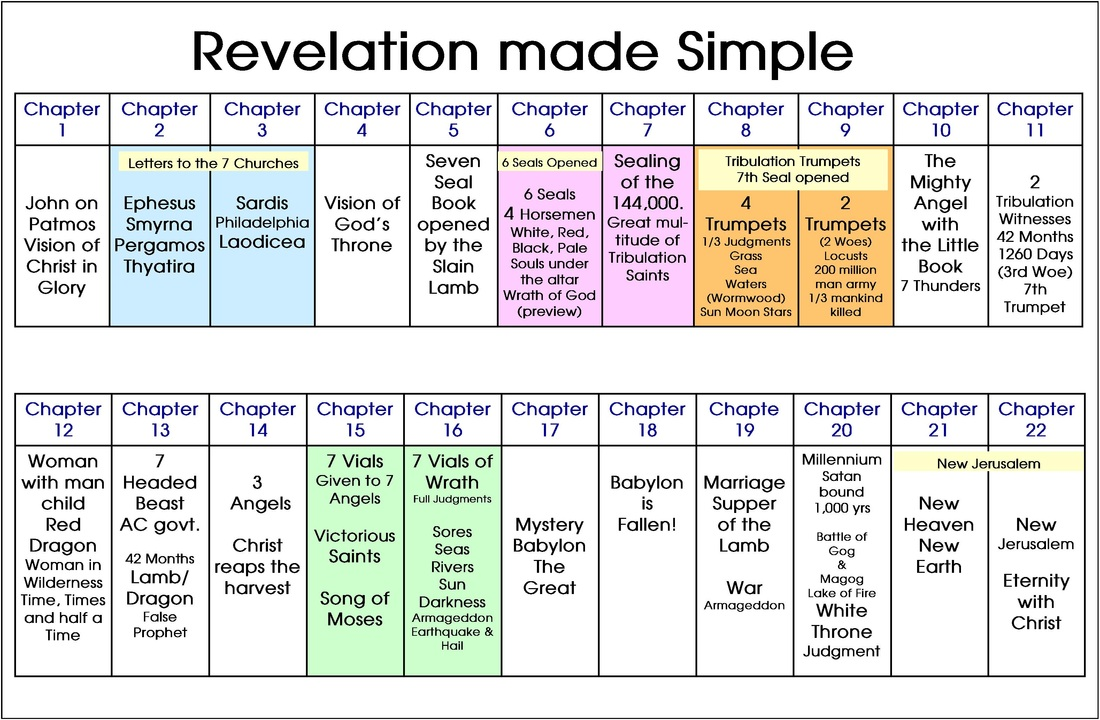 Revelation made Simple
Chapter
1
Chapter
2
Chapter
3
Chapter
4
Chapter
5
Chapter
6
Chapter
7
Chapter
8
Chapter
9
Chapter
10
Chapter
11
John on
Patmos
Vision of
Christ in
Glory
Letters to the 7 Churches
Ephesus
Smyrna
Pergamos
Thyatira
Sardis
Philadelphia
Laodicea
Vision of
God's
Throne
Seven
Seal
Book
opened
by the
Slain
Lamb
6 Seals Opened
6 Seals
4 Horsemen
White, Red,
Black, Pale
Souls under
the altar
Wrath of God
(preview)
Sealing
of the
144,000.
Great mul-
titude of
Tribulation
Saints
Tribulation Trumpets
7th Seal opened
4
Trumpets
1/3 Judgments
Grass
Sea
Waters
(Wormwood)
Sun Moon Stars
2
Trumpets
(2 Woes)
Locusts
200 million
man army
1/3 mankind
killed
The
Mighty
Angel
with
the Little
Book
7 Thunders
2
Tribulation
Witnesses
42 Months
1260 Days
(3rd Woe)
7th
Trumpet
Chapter
12
Chapter
13
Chapter
14
Chapter
15
Chapter
16
Chapter
17
Chapter
18
Chapte
19
Chapter
20
Chapter
21
Chapter
22
Woman
with man
child
Red
Dragon
Woman in
Wilderness
Time, Times
and half a
Time
7
Headed
Beast
AC govt.
42 Months
Lamb/
Dragon
False
Prophet
3
Angels
Christ
reaps the
harvest
7 Vials
Given to 7
Angels
Victorious
Saints
Song of
Moses
7 Vials of
Wrath
Full Judgments
Sores
Seas
Rivers
Sun
Darkness
Armageddon
Earthquake &
Hail
Mystery
Babylon
The
Great
Babylon
is
Fallen!
Marriage
Supper
of the
Lamb
War
Armageddon
Millennium
Satan
bound
1,000 yrs
Battle of
Gog
&
Magog
Lake of Fire
White
Throne
Judgment
New Jerusalem
New
Heaven
New
Earth
New
Jerusalem
Eternity
with
Christ